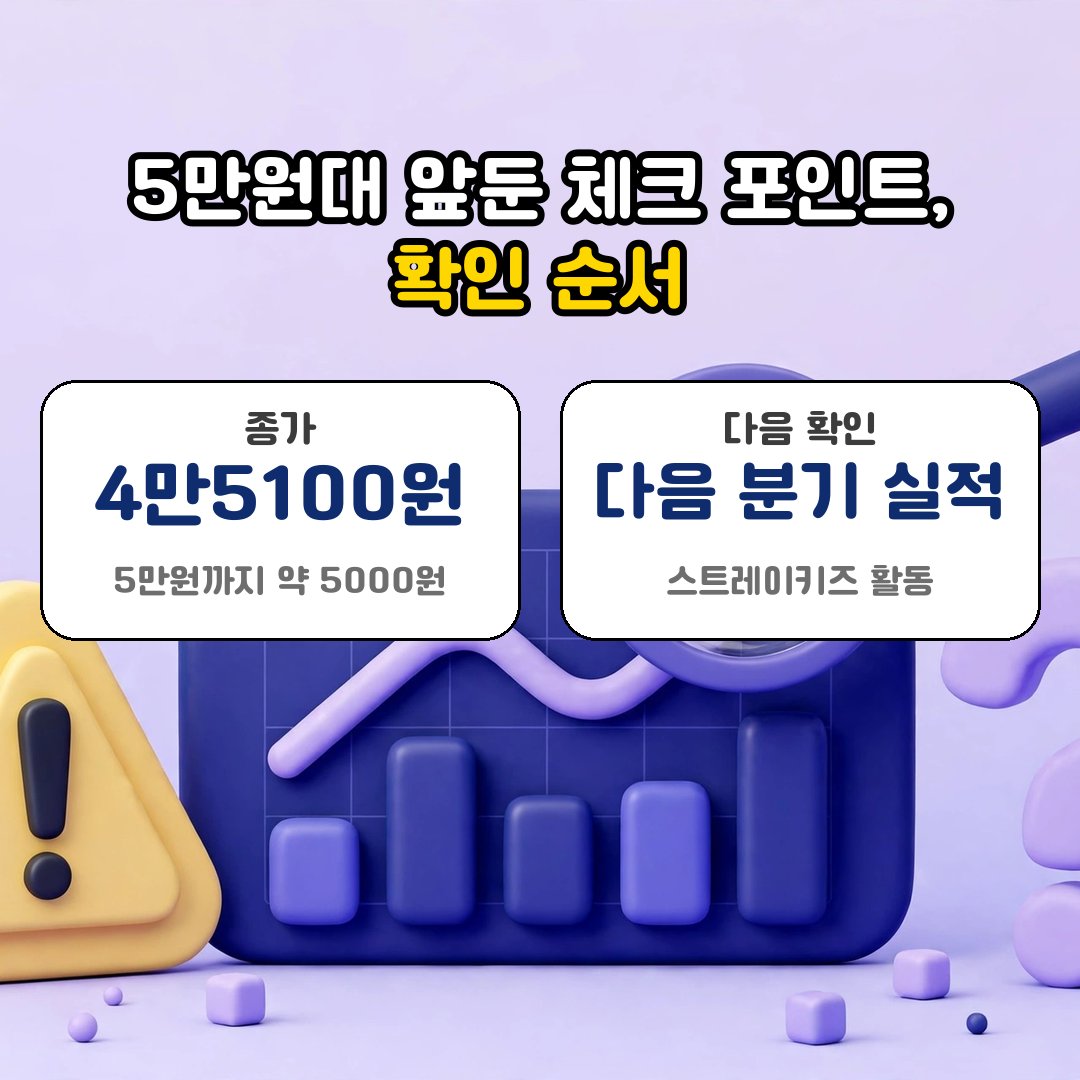 5만원대 앞둔 체크 포인트,
확인 순서
종가
4만5100원
5만원까지 약 5000원
다음 확인
다음 분기 실적
스트레이키즈 활동